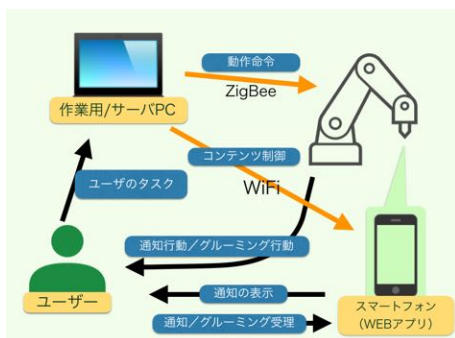 動作命令
ZigBee
作業用/サーバPC
コンテンツ制御
WiFi
ユーザのタスク
通知行動/グルーミング行動
通知の表示
ユーザー
通知/グルーミング受理
スマートフォン
(WEBアプリ)